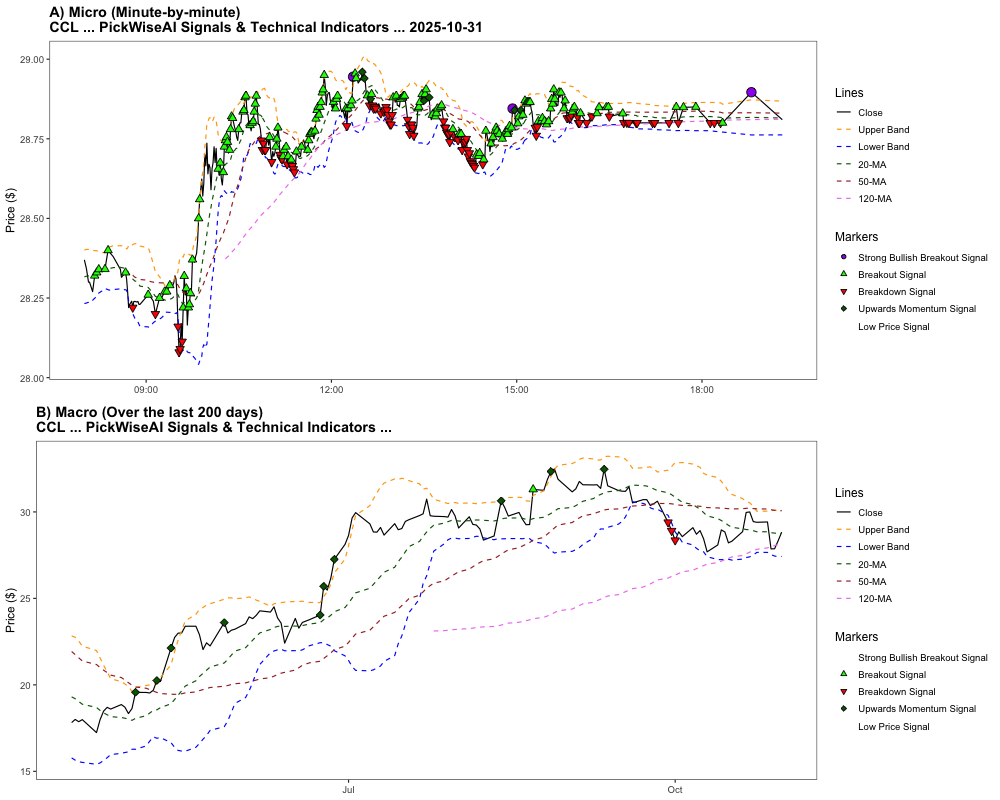 A) Micro (Minute-by-minute)
CCL ... PickWiseAI Signals & Technical Indicators ... 2025-10-31
Price ($)
29.00
28.75
28.50
28.25
28.00
09:00
12:00
15:00
18:00
Lines
Close
Upper Band
Lower Band
20-MA
50-MA
120-MA
Markers
Strong Bullish Breakout Signal
Breakout Signal
Breakdown Signal
Upwards Momentum Signal
Low Price Signal
B) Macro (Over the last 200 days)
CCL ... PickWiseAI Signals & Technical Indicators ...
Price ($)
30
25
20
15
Jul
Oct
Lines
Close
Upper Band
Lower Band
20-MA
50-MA
120-MA
Markers
Strong Bullish Breakout Signal
Breakout Signal
Breakdown Signal
Upwards Momentum Signal
Low Price Signal